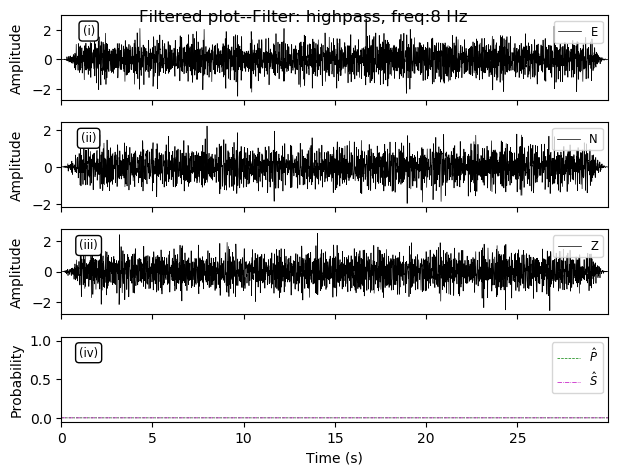 Filtered plot--Filter: highpass, freq:8 Hz
(i)
E
Amplitude
2
0
−2
(ii)
N
Amplitude
2
0
−2
(iii)
Z
Amplitude
2
0
−2
(iv)
P̂
Ŝ
Probability
1.0
0.5
0.0
0 5 10 15 20 25
Time (s)